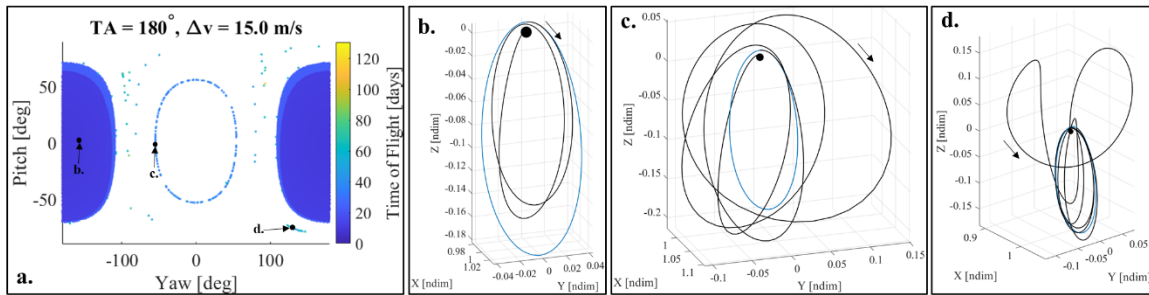 TA = 180°, Δv = 15.0 m/s
Pitch [deg]
50
0
-50
-100
0
100
Yaw [deg]
b.
c.
d.
a.
Time of Flight [days]
130
120
100
80
60
40
20
0
b.
Z [ndim]
0
-0.02
-0.04
-0.06
-0.08
-0.1
-0.12
-0.14
-0.16
-0.18
0.98
1
1.02
X [ndim]
-0.04
-0.02
0
0.02
0.04
Y [ndim]
c.
Z [ndim]
0.05
0
-0.05
-0.1
-0.15
-0.2
1
1.05
1.1
X [ndim]
-0.05
0
0.05
0.1
0.15
Y [ndim]
d.
Z [ndim]
0.15
0.1
0.05
0
-0.05
-0.1
-0.15
0.9
1
X [ndim]
-0.1
-0.05
0
0.05
Y [ndim]